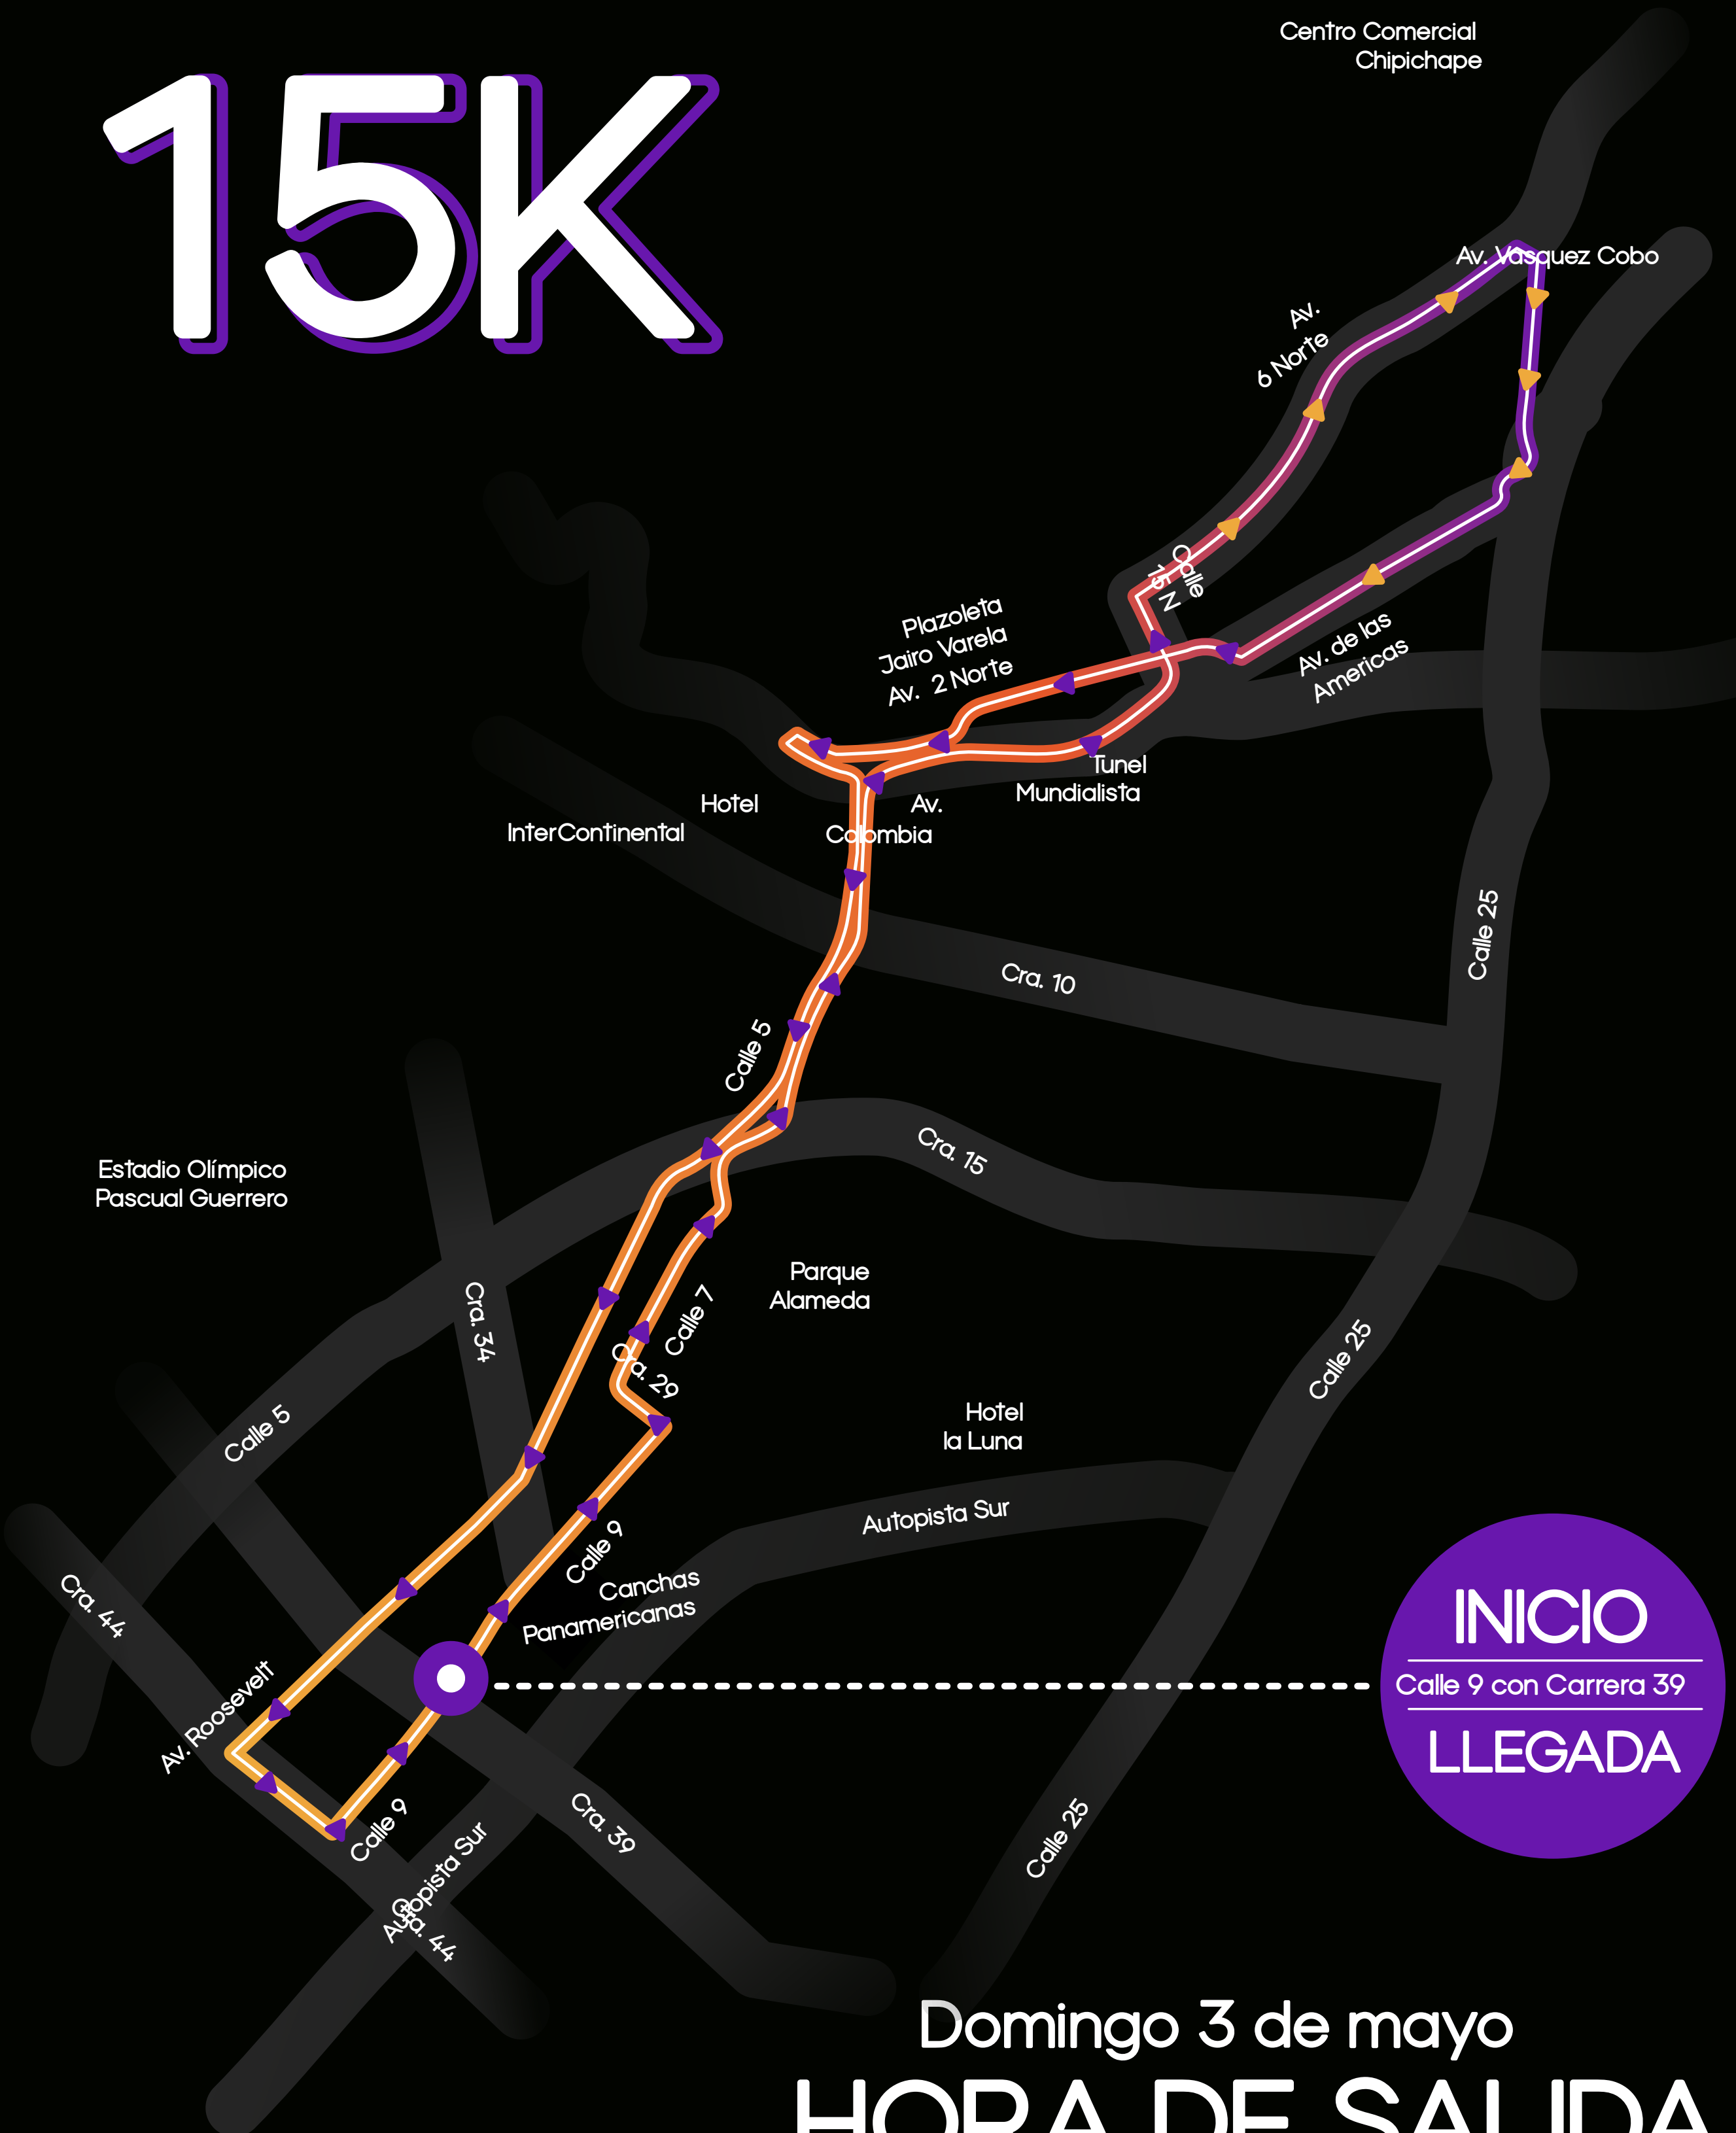 15K
Centro Comercial
Chipichape
Av. Vasquez Cobo
Av.
6 Norte
Calle
15 N
Plazoleta
Jairo Varela
Av. 2 Norte
Av. de las
Americas
Tunel
Mundialista
Hotel
InterContinental
Av.
Colombia
Calle 25
Cra. 10
Calle 5
Cra. 15
Estadio Olímpico
Pascual Guerrero
Parque
Alameda
Cra. 34
Calle 7
Cra. 29
Calle 25
Calle 5
Hotel
la Luna
Autopista Sur
Calle 9
Canchas
Panamericanas
Cra. 44
Av. Roosevelt
INICIO
Calle 9 con Carrera 39
LLEGADA
Calle 9
Cra. 39
Calle 25
Autopista Sur
Cra. 44
Domingo 3 de mayo
HORA DE SALIDA